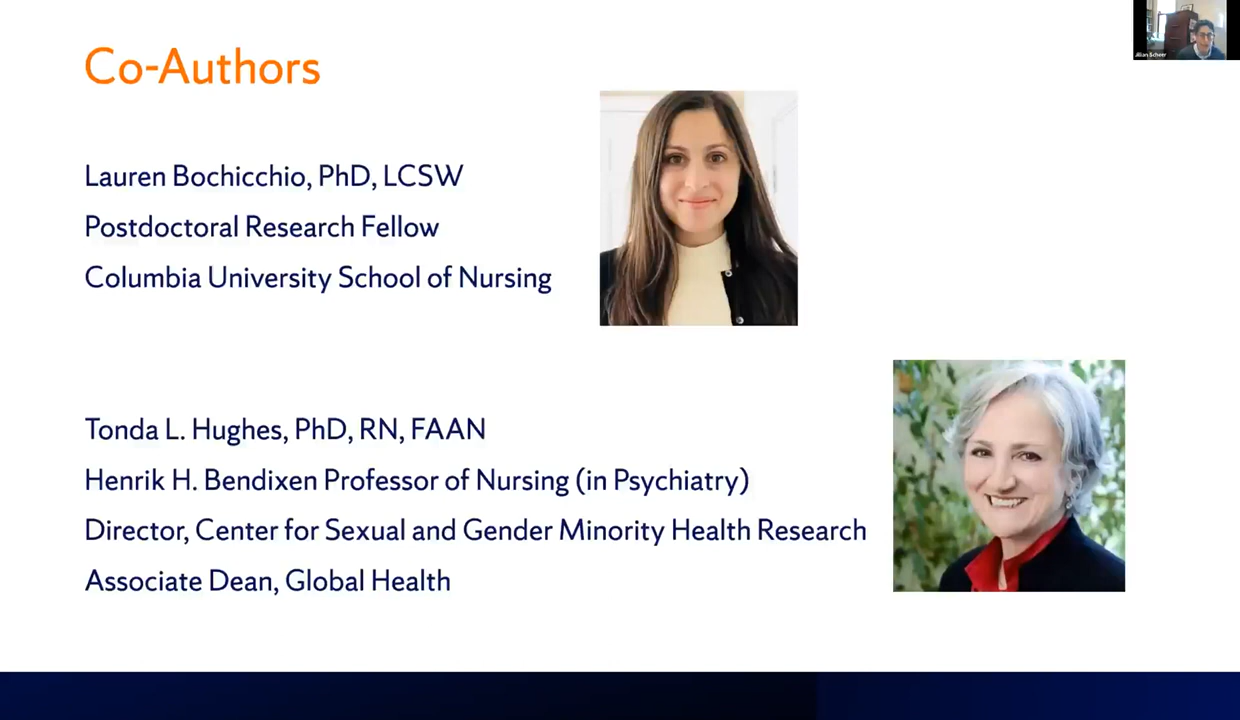 Co-Authors
Lauren Bochicchio, PhD, LCSW
Postdoctoral Research Fellow
Columbia University School of Nursing
Tonda L. Hughes, PhD, RN, FAAN
Henrik H. Bendixen Professor of Nursing (in Psychiatry)
Director, Center for Sexual and Gender Minority Health Research
Associate Dean, Global Health